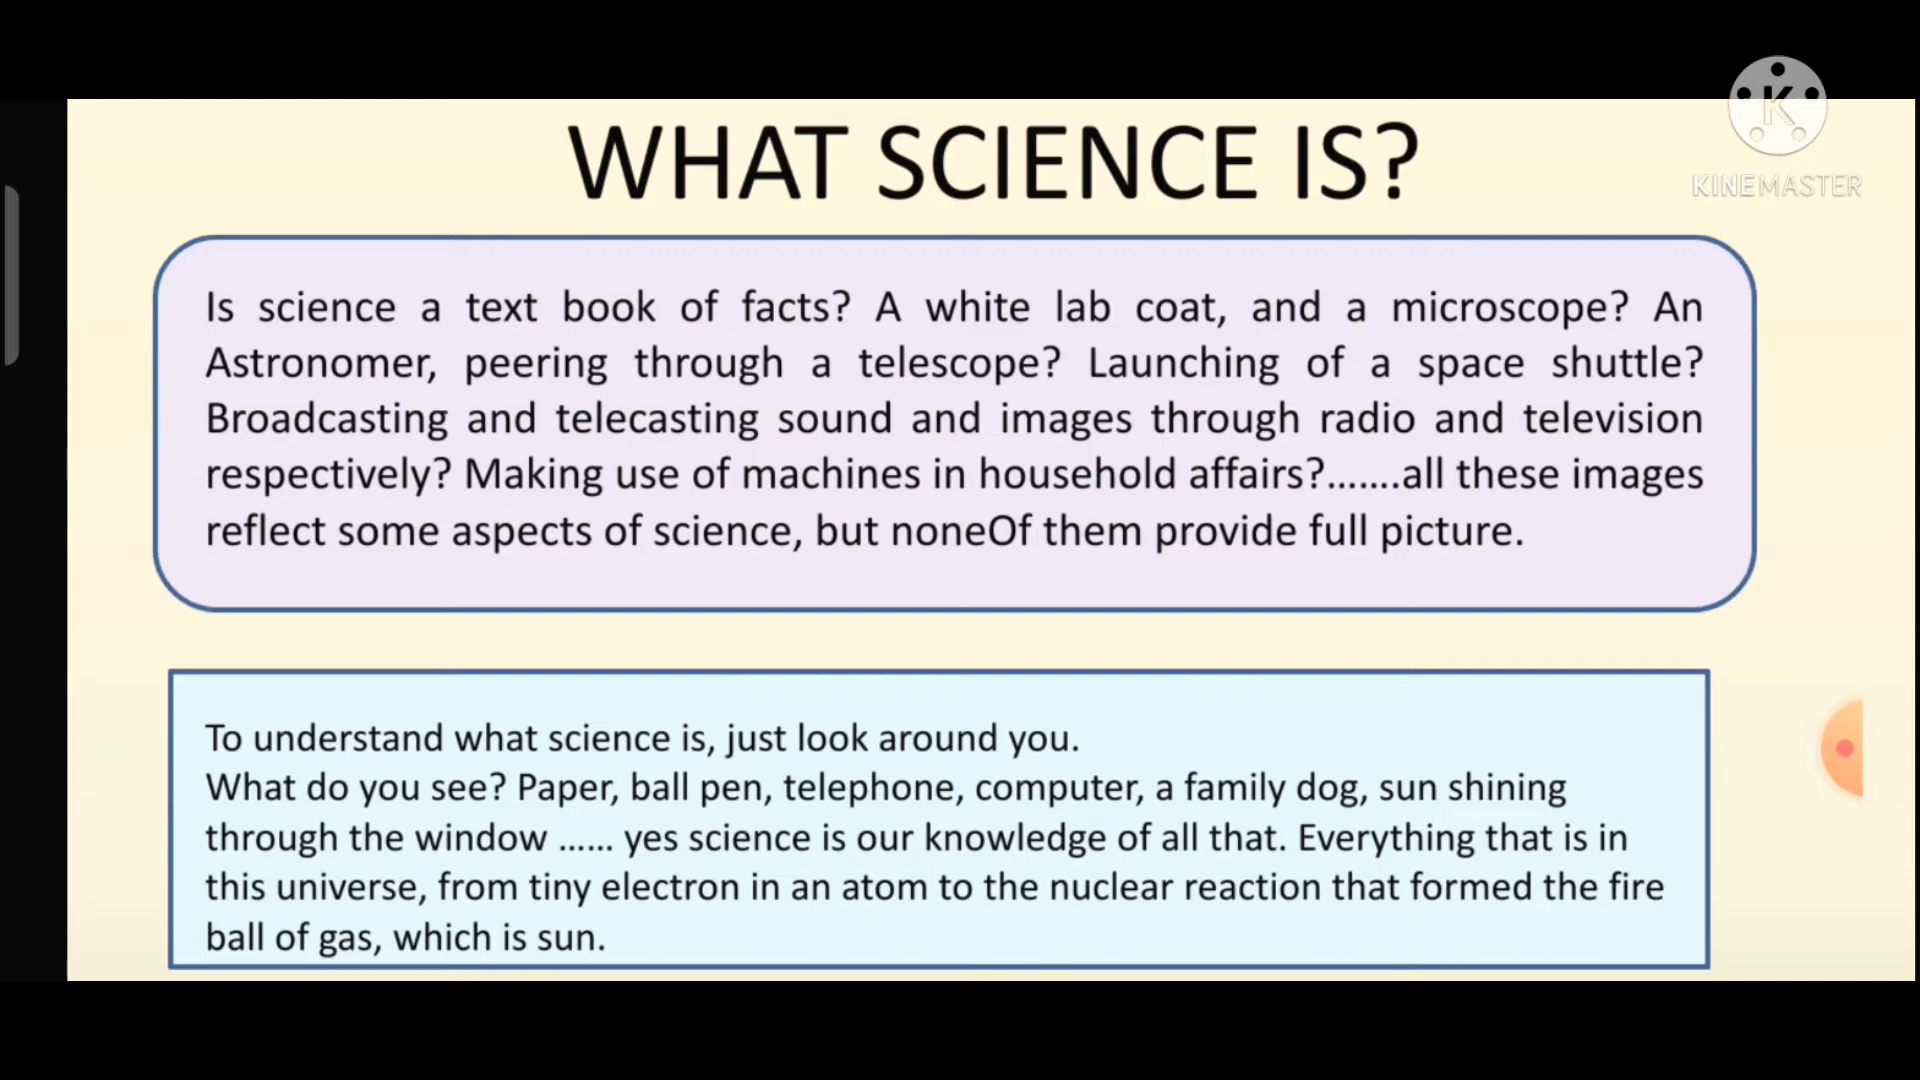 WHAT SCIENCE IS?
K
KINEMASTER
Is science a text book of facts? A white lab coat, and a microscope? An
Astronomer, peering through a telescope? Launching of a space shuttle?
Broadcasting and telecasting sound and images through radio and television
respectively? Making use of machines in household affairs?.......all these images
reflect some aspects of science, but noneOf them provide full picture.
To understand what science is, just look around you.
What do you see? Paper, ball pen, telephone, computer, a family dog, sun shining
through the window ...... yes science is our knowledge of all that. Everything that is in
this universe, from tiny electron in an atom to the nuclear reaction that formed the fire
ball of gas, which is sun.